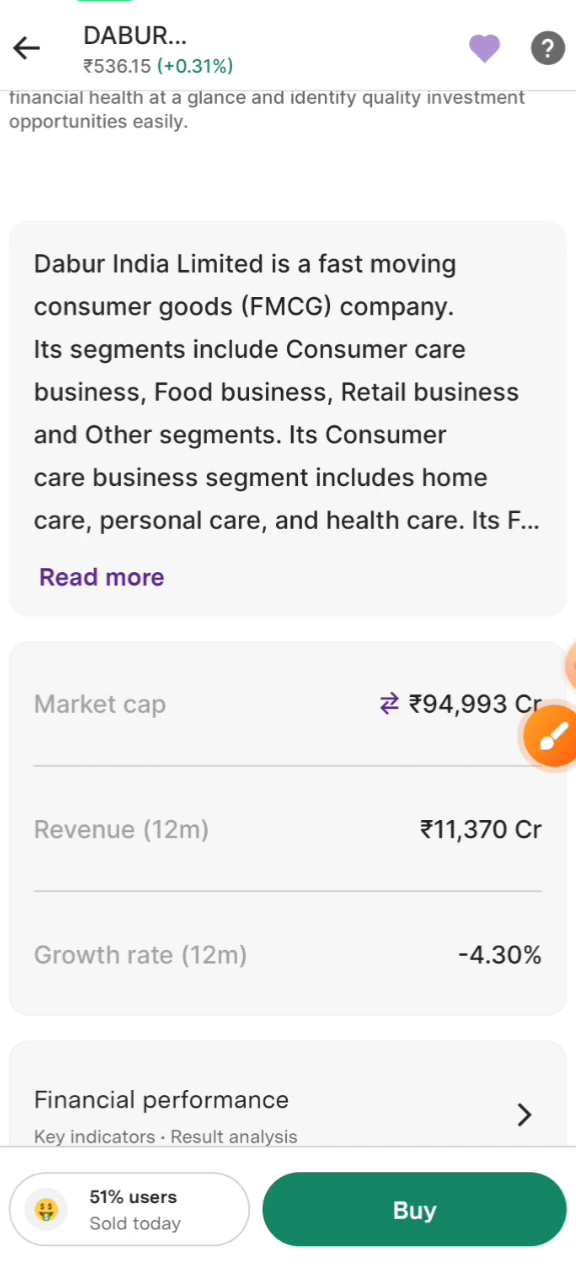 DABUR...
₹536.15 (+0.31%)
?
financial health at a glance and identify quality investment
opportunities easily.
Dabur India Limited is a fast moving
consumer goods (FMCG) company.
Its segments include Consumer care
business, Food business, Retail business
and Other segments. Its Consumer
care business segment includes home
care, personal care, and health care. Its F...
Read more
Market cap ₹94,993 Cr
Revenue (12m) ₹11,370 Cr
Growth rate (12m) -4.30%
Financial performance
Key indicators · Result analysis
51% users
Sold today
Buy